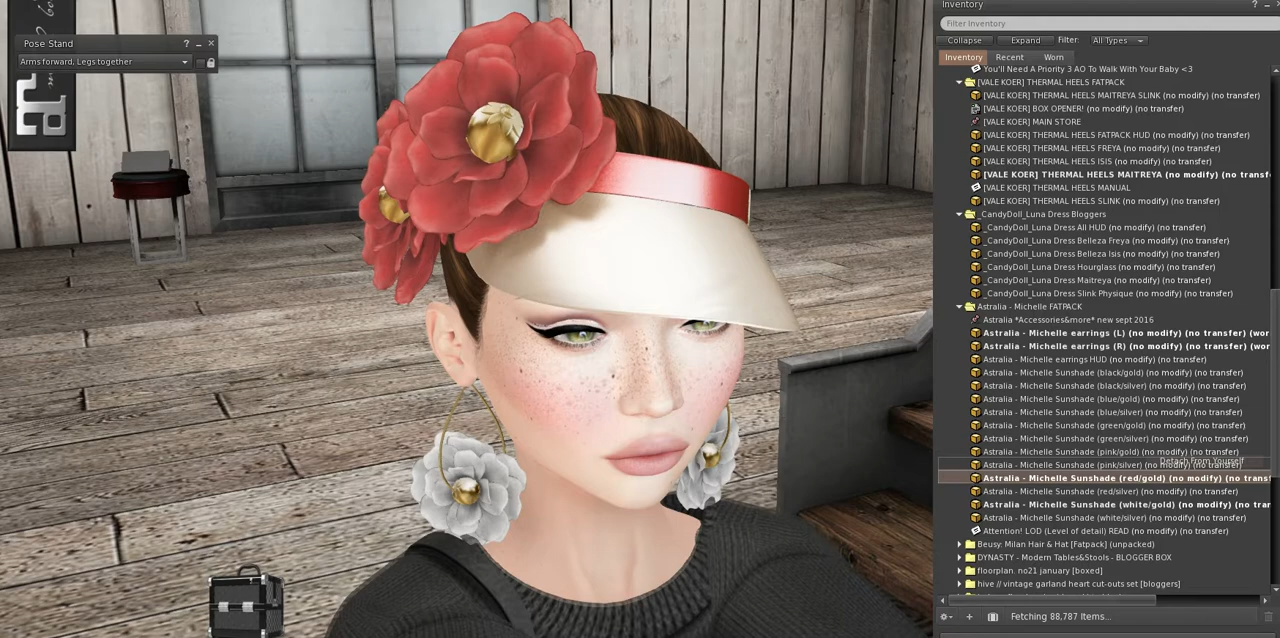 Pose Stand
Arms forward, Legs together
Inventory
Filter Inventory
Collapse
Expand
Filter:
All Types
Inventory
Recent
Worn
You'll Need A Priority 3 AO To Walk With Your Baby <3
[VALE KOER] THERMAL HEELS FATPACK
[VALE KOER] THERMAL HEELS MAITREYA SLINK (no modify) (no transfer)
[VALE KOER] BOX OPENER! (no modify) (no transfer)
[VALE KOER] MAIN STORE
[VALE KOER] THERMAL HEELS FATPACK HUD (no modify) (no transfer)
[VALE KOER] THERMAL HEELS FREYA (no modify) (no transfer)
[VALE KOER] THERMAL HEELS ISIS (no modify) (no transfer)
[VALE KOER] THERMAL HEELS MAITREYA (no modify) (no transf
[VALE KOER] THERMAL HEELS MANUAL
[VALE KOER] THERMAL HEELS SLINK (no modify) (no transfer)
_CandyDoll_Luna Dress Bloggers
_CandyDoll_Luna Dress All HUD (no modify) (no transfer)
_CandyDoll_Luna Dress Belleza Freya (no modify) (no transfer)
_CandyDoll_Luna Dress Belleza Isis (no modify) (no transfer)
_CandyDoll_Luna Dress Hourglass (no modify) (no transfer)
_CandyDoll_Luna Dress Maitreya (no modify) (no transfer)
_CandyDoll_Luna Dress Slink Physique (no modify) (no transfer)
Astralia - Michelle FATPACK
Astralia *Accessories&more* new sept 2016
Astralia - Michelle earrings (L) (no modify) (no transfer) (wor
Astralia - Michelle earrings (R) (no modify) (no transfer) (wor
Astralia - Michelle earrings HUD (no modify) (no transfer)
Astralia - Michelle Sunshade (black/gold) (no modify) (no transfer)
Astralia - Michelle Sunshade (black/silver) (no modify) (no transfer)
Astralia - Michelle Sunshade (blue/gold) (no modify) (no transfer)
Astralia - Michelle Sunshade (blue/silver) (no modify) (no transfer)
Astralia - Michelle Sunshade (green/gold) (no modify) (no transfer)
Astralia - Michelle Sunshade (green/silver) (no modify) (no transfer)
Astralia - Michelle Sunshade (pink/gold) (no modify) (no transfer)
Detach From Yourself
Astralia - Michelle Sunshade (pink/silver) (no modify) (no transfer)
Astralia - Michelle Sunshade (red/gold) (no modify) (no transf
Astralia - Michelle Sunshade (red/silver) (no modify) (no transfer)
Astralia - Michelle Sunshade (white/gold) (no modify) (no tran
Astralia - Michelle Sunshade (white/silver) (no modify) (no transfer)
Attention! LOD (Level of detail) READ (no modify) (no transfer)
Beusy: Milan Hair & Hat [Fatpack] (unpacked)
DYNASTY - Modern Tables&Stools - BLOGGER BOX
floorplan. no21 january [boxed]
hive // vintage garland heart cut-outs set [bloggers]
Fetching 88,787 Items...